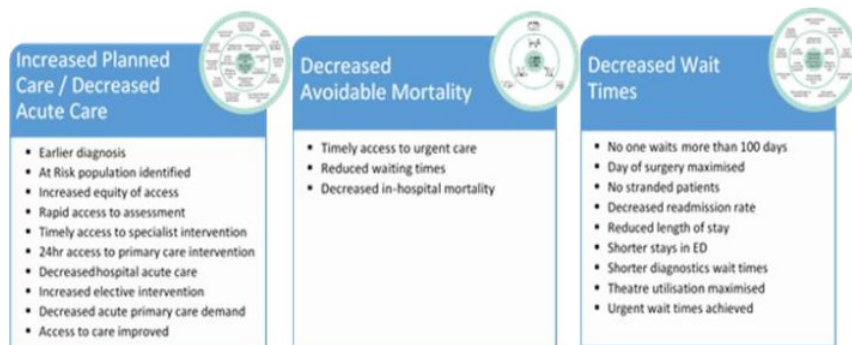 Increased Planned
Care / Decreased
Acute Care
Earlier diagnosis
At Risk population identified
Increased equity of access
Rapid access to assessment
Timely access to specialist intervention
24hr access to primary care intervention
Decreasedhospital acute care
Increased elective intervention
Decreased acute primary care demand
Access to care improved
Decreased
Avoidable Mortality
Timely access to urgent care
Reduced waiting times
Decreased in-hospital mortality
Decreased Wait
Times
No one waits more than 100 days
Day of surgery maximised
No stranded patients
Decreased readmission rate
Reduced length of stay
Shorter stays in ED
Shorter diagnostics wait times
Theatre utilisation maximised
Urgent wait times achieved